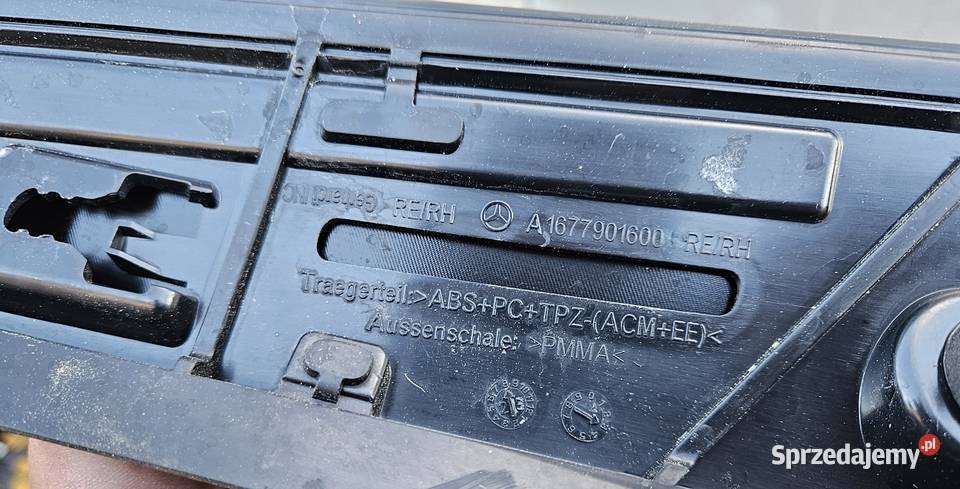 RE/RH A1677901600 RE/RH
Traegerteil:>ABS+PC+TPZ-(ACM+EE)<
Aussenschale: >PMMA<
Sprzedajemy.pl